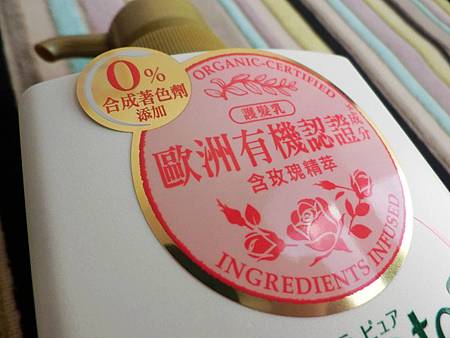 0%
合成著色劑
添加
ORGANIC-CERTIFIED
護髮乳
歐洲有機認證成分
含玫瑰精萃
INGREDIENTS INFUSED
ピュア